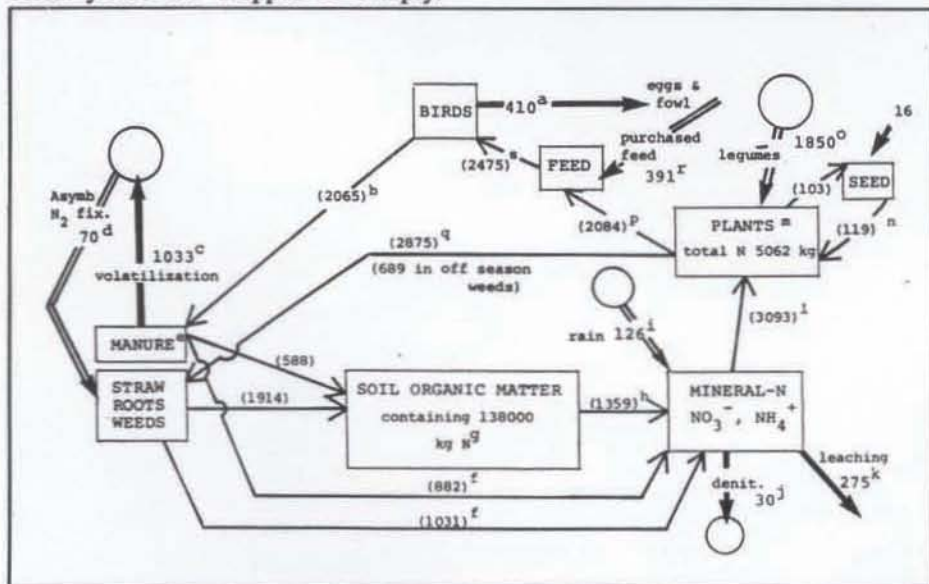 eggs &
fowl
BIRDS
410ᵃ
16
purchased
feed
391ʳ
legumes
1850ᵒ
(2475) ˢ
FEED
(103)
SEED
Asymb
N₂ fix.
70ᵈ
(2065)ᵇ
(2084)ᵖ
PLANTS ᵐ
total N 5062 kg
(119) ⁿ
1033ᶜ
volatilization
(2875)ᑫ
(689 in off season
weeds)
rain 126ⁱ
(3093)ˡ
MANURE
(588)
STRAW
ROOTS
WEEDS
(1914)
SOIL ORGANIC MATTER
containing 138000
kg Nᵍ
(1359)ʰ
MINERAL-N
NO₃⁻, NH₄⁺
leaching
275ᵏ
(882)ᶠ
denit.
30ʲ
(1031)ᶠ